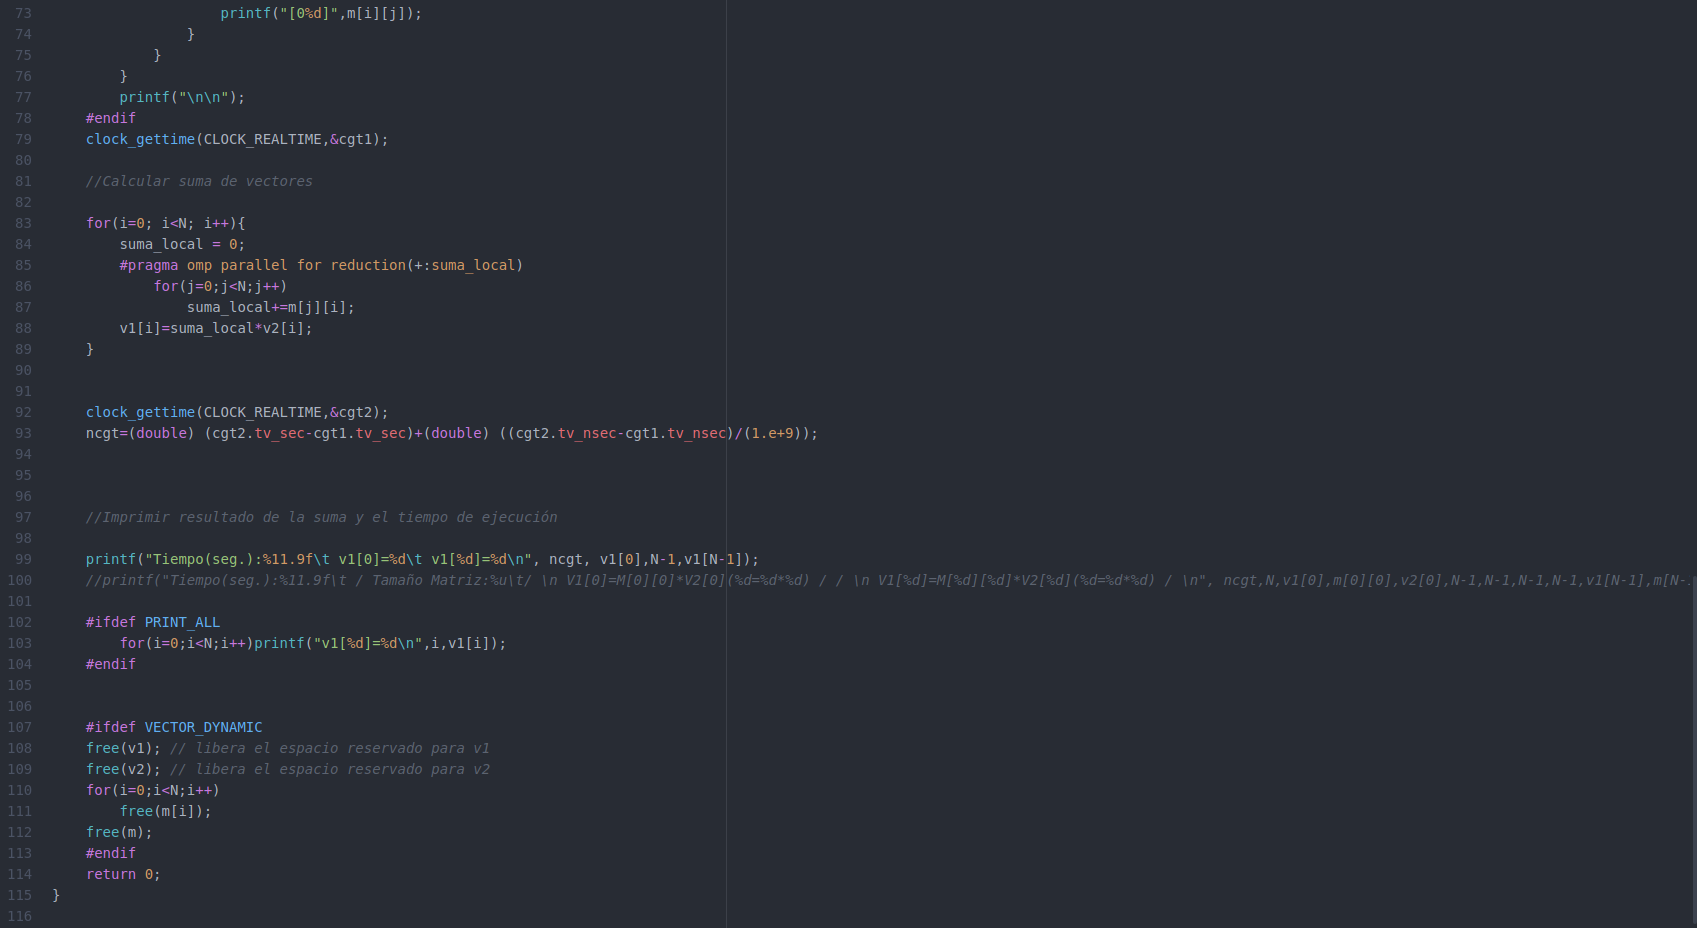 73 printf("[0%d]",m[i][j]);
74 }
75 }
76 }
77 printf("\n\n");
78 #endif
79 clock_gettime(CLOCK_REALTIME,&cgt1);
80
81 //Calcular suma de vectores
82
83 for(i=0; i<N; i++){
84 suma_local = 0;
85 #pragma omp parallel for reduction(+:suma_local)
86 for(j=0;j<N;j++)
87 suma_local+=m[j][i];
88 v1[i]=suma_local*v2[i];
89 }
90
91
92 clock_gettime(CLOCK_REALTIME,&cgt2);
93 ncgt=(double) (cgt2.tv_sec-cgt1.tv_sec)+(double) ((cgt2.tv_nsec-cgt1.tv_nsec)/(1.e+9));
94
95
96
97 //Imprimir resultado de la suma y el tiempo de ejecución
98
99 printf("Tiempo(seg.):%11.9f\t v1[0]=%d\t v1[%d]=%d\n", ncgt, v1[0],N-1,v1[N-1]);
100 //printf("Tiempo(seg.):%11.9f\t / Tamaño Matriz:%u\t/ \n V1[0]=M[0][0]*V2[0](%d=%d*%d) / / \n V1[%d]=M[%d][%d]*V2[%d](%d=%d*%d) / \n", ncgt,N,v1[0],m[0][0],v2[0],N-1,N-1,N-1,N-1,v1[N-1],m[N-
101
102 #ifdef PRINT_ALL
103 for(i=0;i<N;i++)printf("v1[%d]=%d\n",i,v1[i]);
104 #endif
105
106
107 #ifdef VECTOR_DYNAMIC
108 free(v1); // libera el espacio reservado para v1
109 free(v2); // libera el espacio reservado para v2
110 for(i=0;i<N;i++)
111 free(m[i]);
112 free(m);
113 #endif
114 return 0;
115 }
116